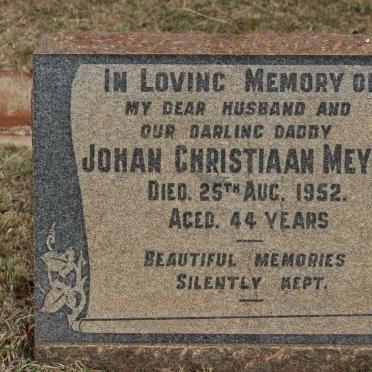 In Loving Memory of
my dear husband and
our darling daddy
Johan Christiaan
Died. 25th Aug. 1952.
Aged. 44 years
Beautiful memories
Silently kept.